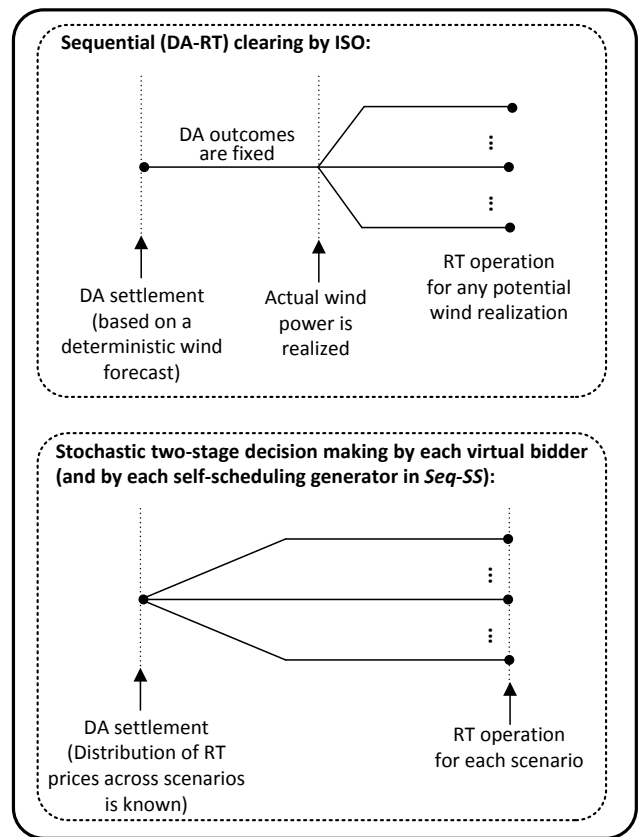 Sequential (DA-RT) clearing by ISO:
DA outcomes
are fixed
DA settlement
(based on a
deterministic wind
forecast)
Actual wind
power is
realized
RT operation
for any potential
wind realization
Stochastic two-stage decision making by each virtual bidder
(and by each self-scheduling generator in Seq-SS):
DA settlement
(Distribution of RT
prices across scenarios
is known)
RT operation
for each scenario